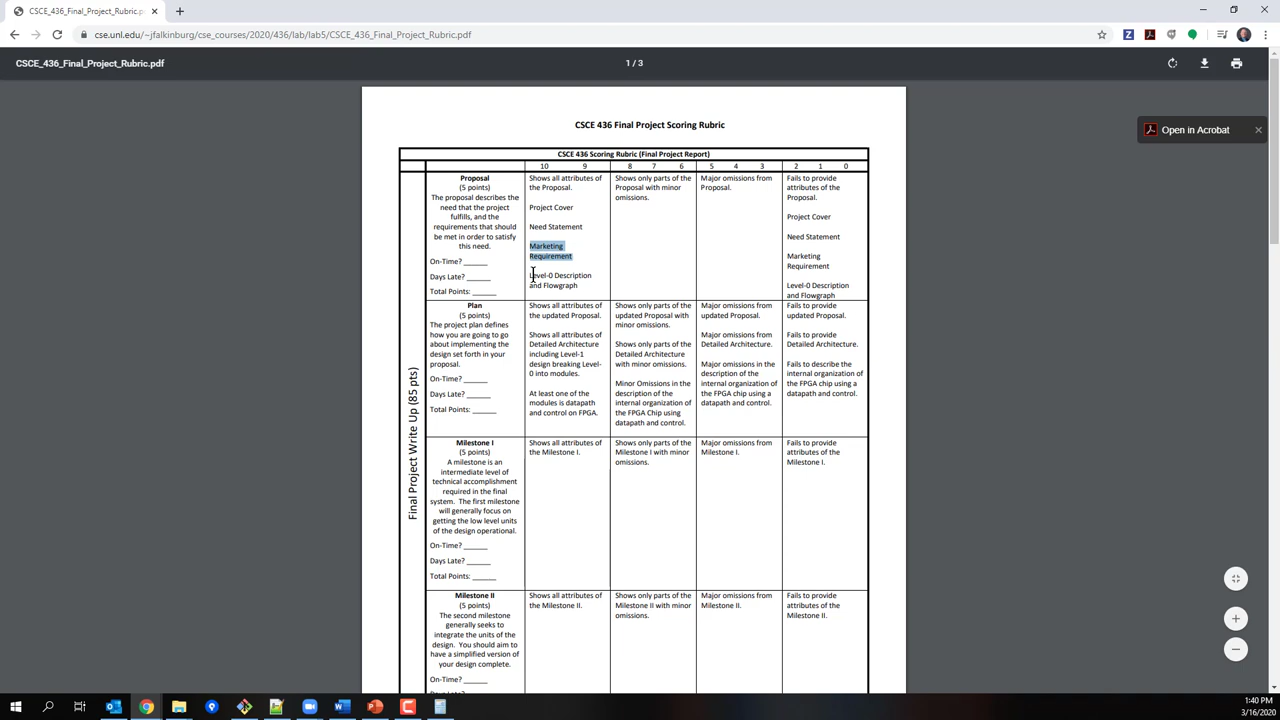 CSCE_436_Final_Project_Rubric.pd
cse.unl.edu/~jfalkinburg/cse_courses/2020/436/lab/lab5/CSCE_436_Final_Project_Rubric.pdf
CSCE_436_Final_Project_Rubric.pdf
1 / 3
Open in Acrobat
CSCE 436 Final Project Scoring Rubric
CSCE 436 Scoring Rubric (Final Project Report)
10 9 8 7 6 5 4 3 2 1 0
Final Project Write Up (85 pts)
Proposal
(5 points)
The proposal describes the
need that the project
fulfills, and the
requirements that should
be met in order to satisfy
this need.
On-Time? ______
Days Late? ______
Total Points: ______
Shows all attributes of
the Proposal.
Project Cover
Need Statement
Marketing
Requirement
Level-0 Description
and Flowgraph
Shows only parts of the
Proposal with minor
omissions.
Major omissions from
Proposal.
Fails to provide
attributes of the
Proposal.
Project Cover
Need Statement
Marketing
Requirement
Level-0 Description
and Flowgraph
Plan
(5 points)
The project plan defines
how you are going to go
about implementing the
design set forth in your
proposal.
On-Time? ______
Days Late? ______
Total Points: ______
Shows all attributes of
the updated Proposal.
Shows all attributes of
Detailed Architecture
including Level-1
design breaking Level-
0 into modules.
At least one of the
modules is datapath
and control on FPGA.
Shows only parts of the
updated Proposal with
minor omissions.
Shows only parts of the
Detailed Architecture
with minor omissions.
Minor Omissions in the
description of the
internal organization of
the FPGA Chip using
datapath and control.
Major omissions from
updated Proposal.
Major omissions from
Detailed Architecture.
Major omissions in the
description of the
internal organization of
the FPGA chip using a
datapath and control.
Fails to provide
updated Proposal.
Fails to provide
Detailed Architecture.
Fails to describe the
internal organization of
the FPGA chip using a
datapath and control.
Milestone I
(5 points)
A milestone is an
intermediate level of
technical accomplishment
required in the final
system. The first milestone
will generally focus on
getting the low level units
of the design operational.
On-Time? ______
Days Late? ______
Total Points: ______
Shows all attributes of
the Milestone I.
Shows only parts of the
Milestone I with minor
omissions.
Major omissions from
Milestone I.
Fails to provide
attributes of the
Milestone I.
Milestone II
(5 points)
The second milestone
generally seeks to
integrate the units of the
design. You should aim to
have a simplified version of
your design complete.
On-Time? ______
Shows all attributes of
the Milestone II.
Shows only parts of the
Milestone II with minor
omissions.
Major omissions from
Milestone II.
Fails to provide
attributes of the
Milestone II.
1:40 PM
3/16/2020